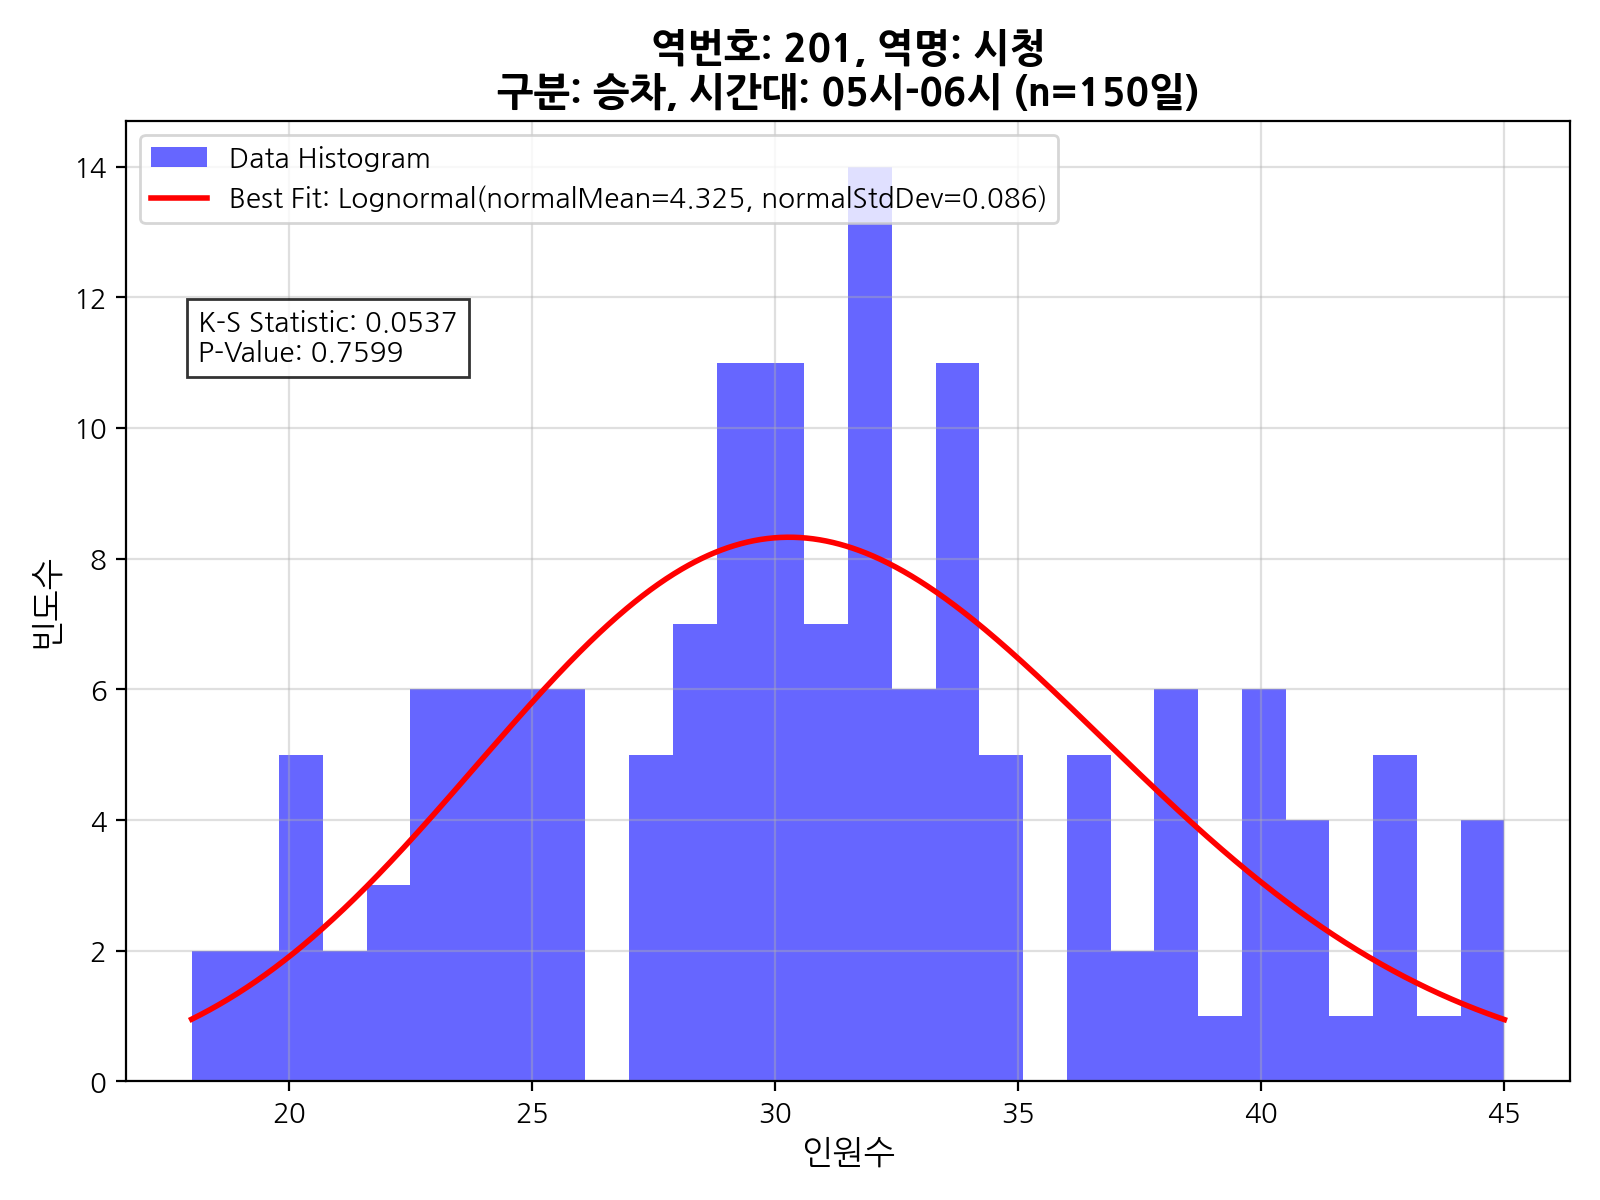 역번호: 201, 역명: 시청
구분: 승차, 시간대: 05시-06시 (n=150일)
Data Histogram
Best Fit: Lognormal(normalMean=4.325, normalStdDev=0.086)
K-S Statistic: 0.0537
P-Value: 0.7599
14
12
10
8
6
4
2
0
빈도수
20 25 30 35 40 45
인원수